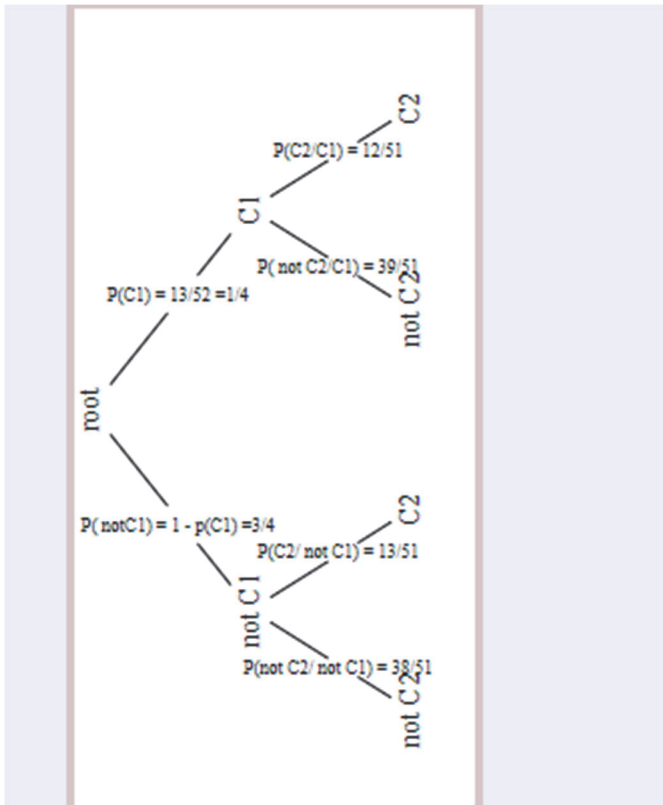 C2
P(C2/C1) = 12/51
C1
P( not C2/C1) = 39/51
not C2
P(C1) = 13/52 =1/4
root
P( notC1) = 1 - p(C1) =3/4
C2
P(C2/ not C1) = 13/51
not C1
P(not C2/ not C1) = 38/51
not C2